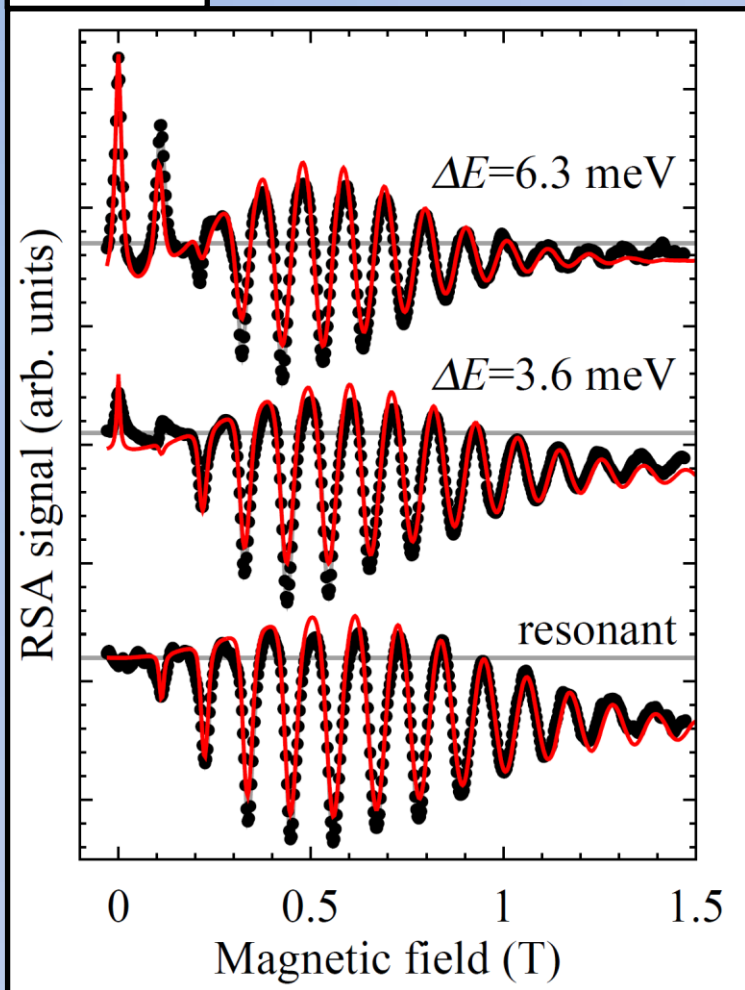 ΔE=6.3 meV
ΔE=3.6 meV
resonant
RSA signal (arb. units)
0 0.5 1 1.5
Magnetic field (T)